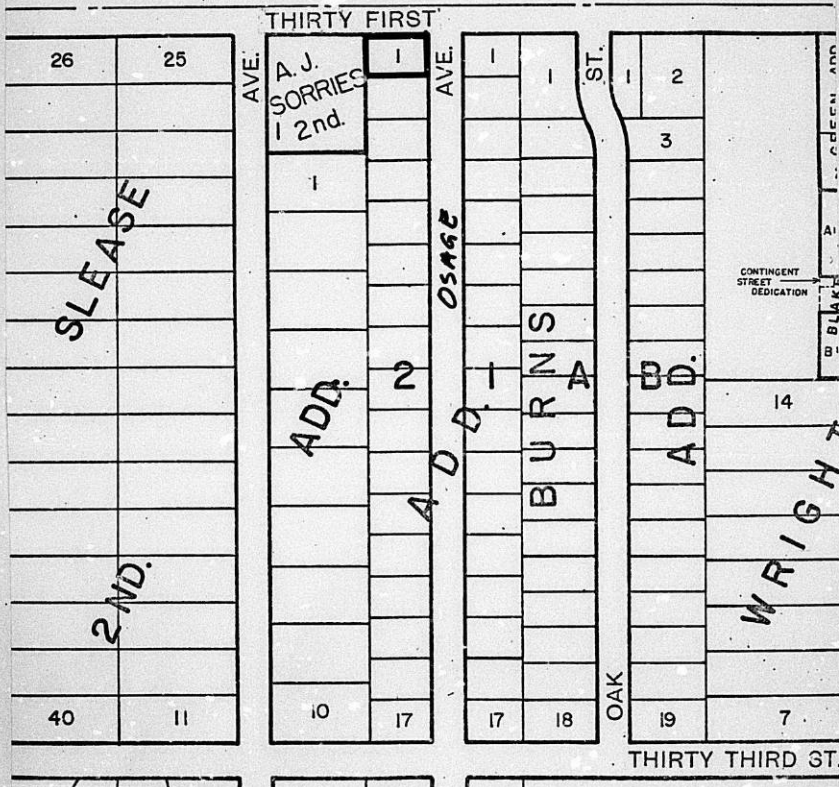 THIRTY FIRST
26
25
AVE.
A. J.
SORRIES
1 2nd.
1
AVE.
1
1
ST.
1
2
3
1
SLEASE
2ND.
ADD.
OSAGE
ADD.
2
1
BURNS
A
B
ADD.
CONTINGENT
STREET
DEDICATION
A
B
14
WRIGHT
40
11
10
17
17
18
OAK
19
7
THIRTY THIRD ST.